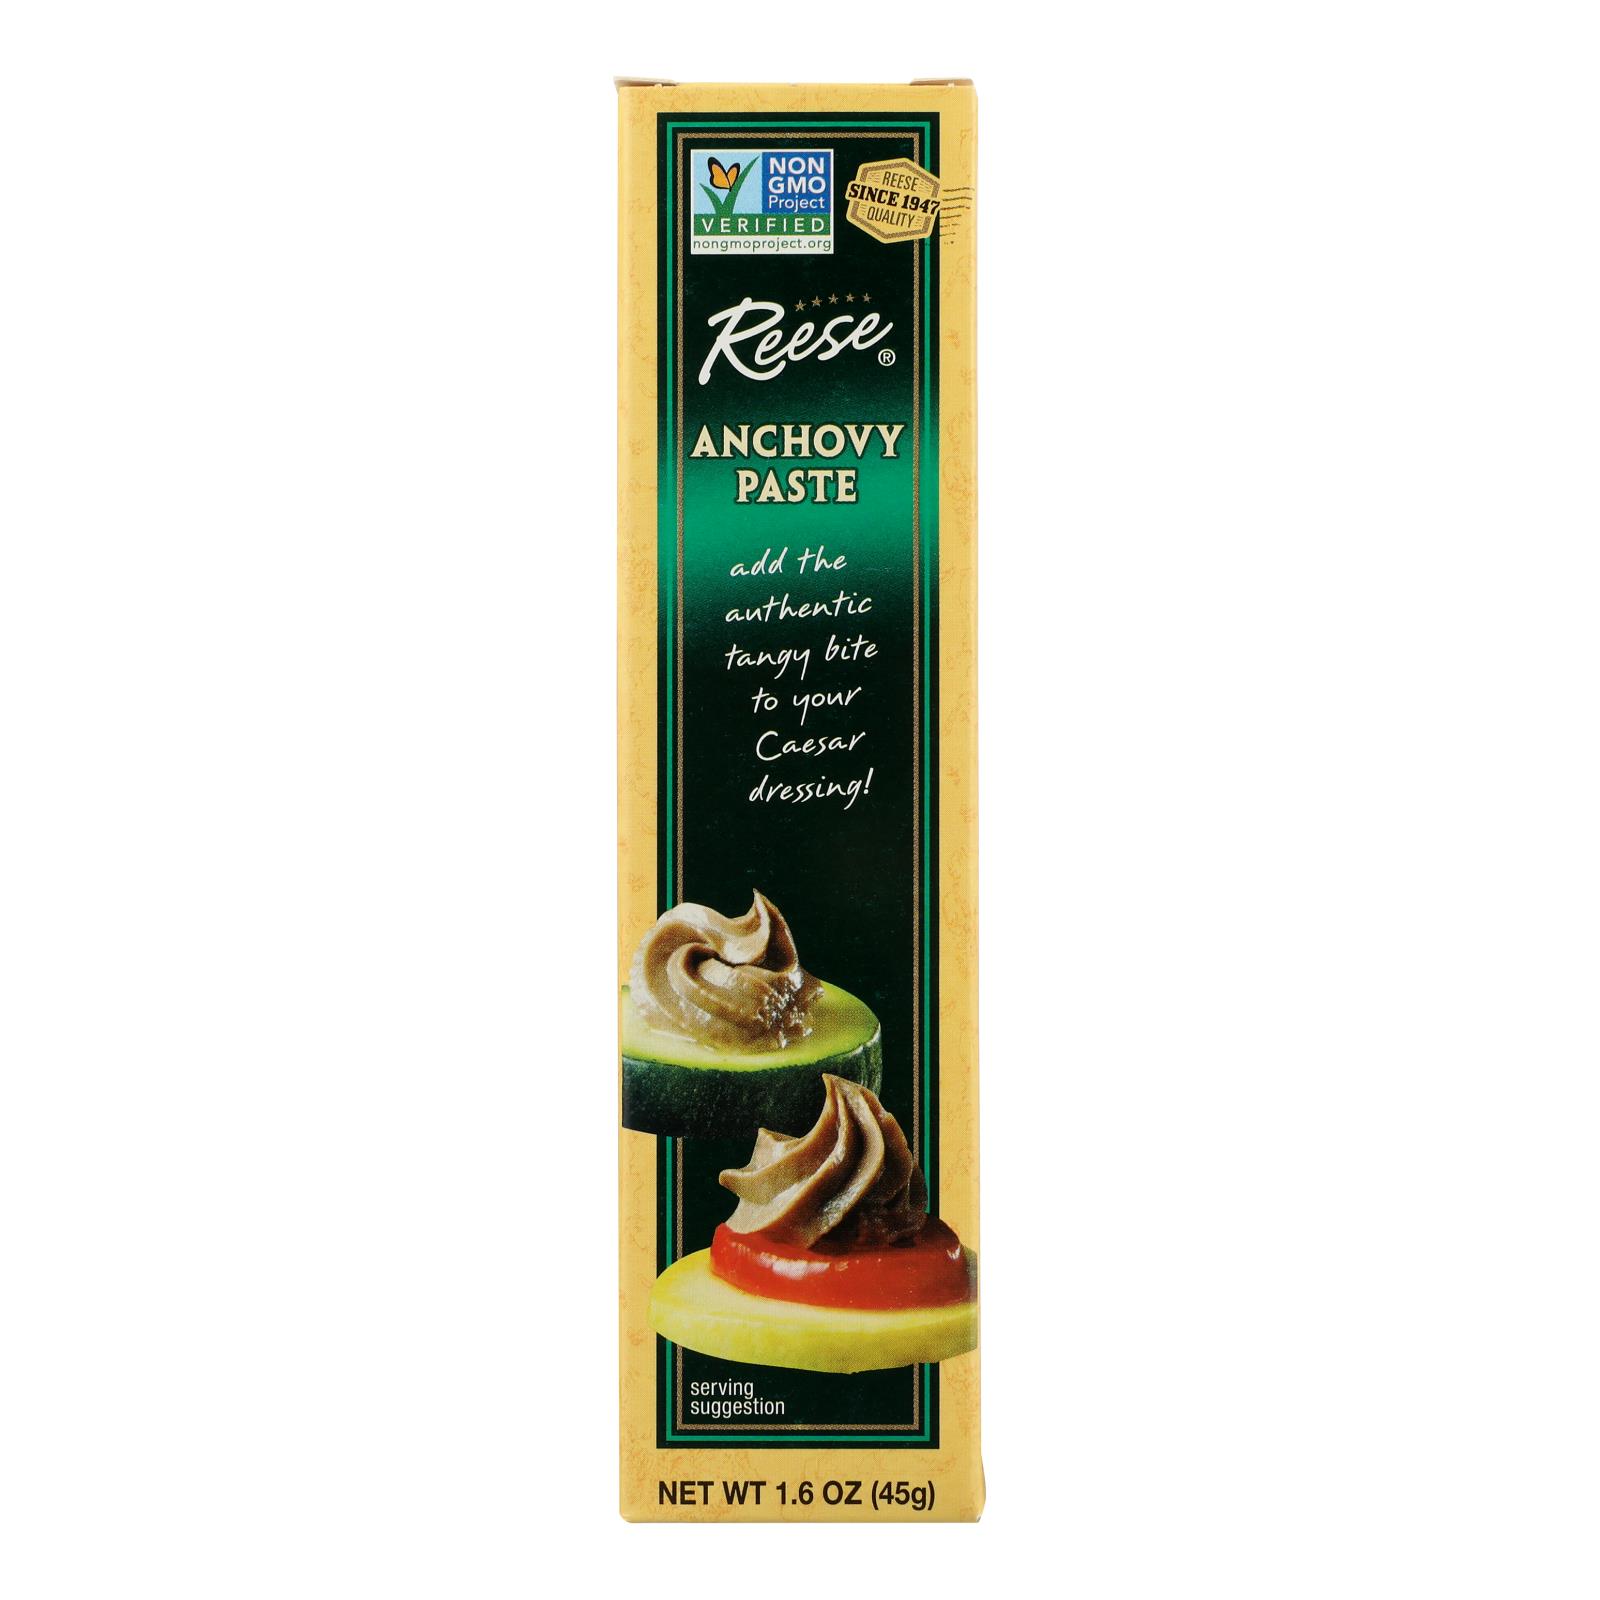 NON
GMO
Project
VERIFIED
nongmoproject.org
REESE
SINCE 1947
QUALITY
Reese®
ANCHOVY
PASTE
add the
authentic
tangy bite
to your
Caesar
dressing!
serving
suggestion
NET WT 1.6 OZ (45g)